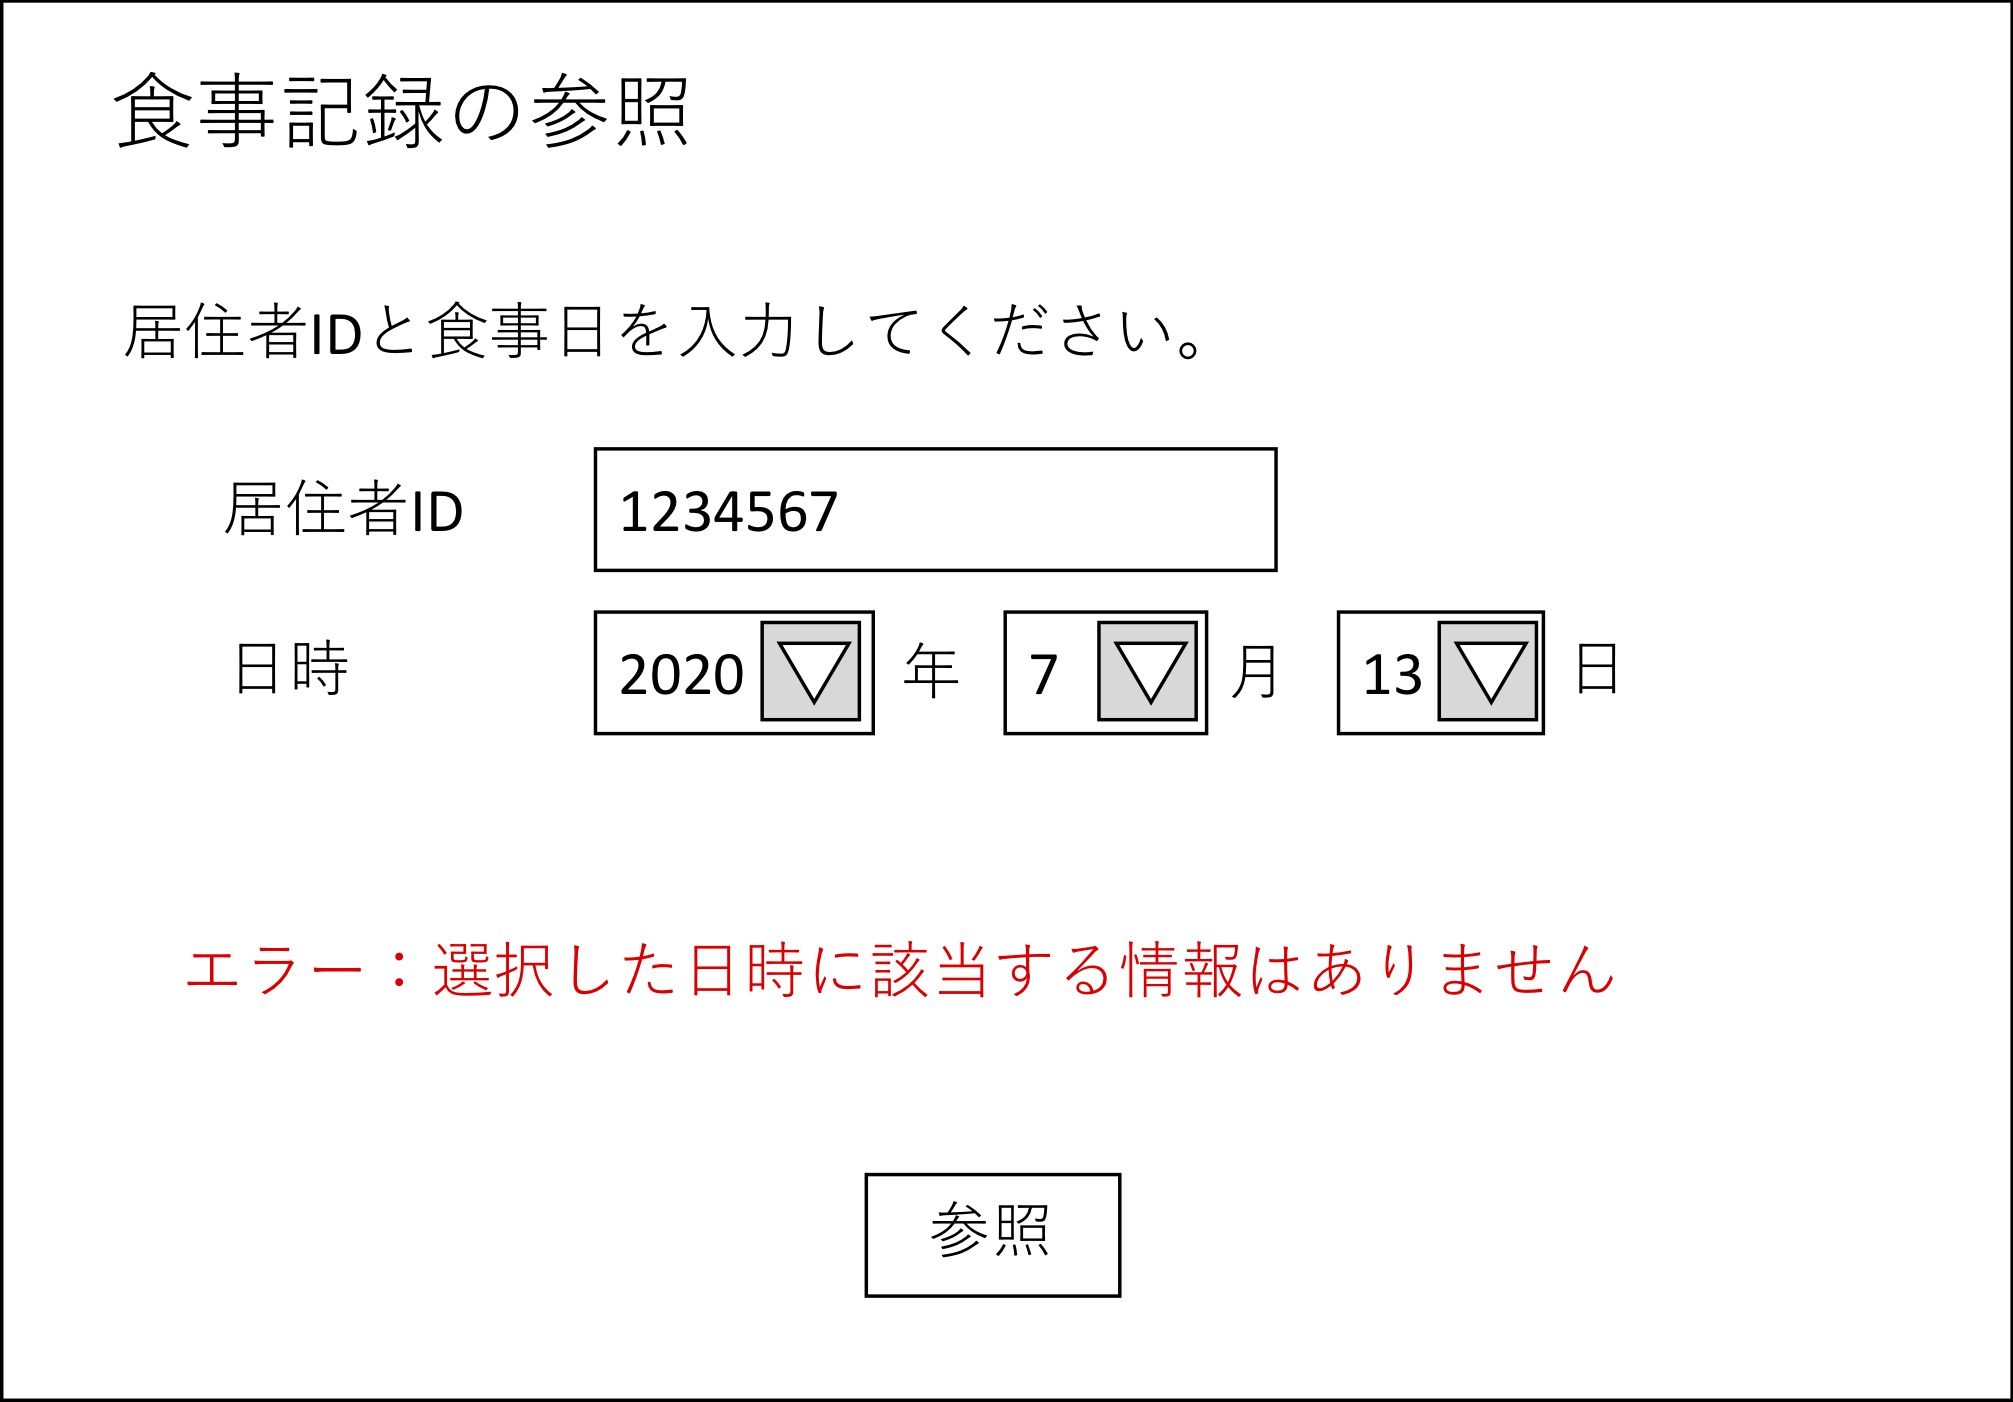 食事記録の参照
居住者IDと食事日を入力してください。
居住者ID 1234567
日時 2020 年 7 月 13 日
エラー：選択した日時に該当する情報はありません
参照